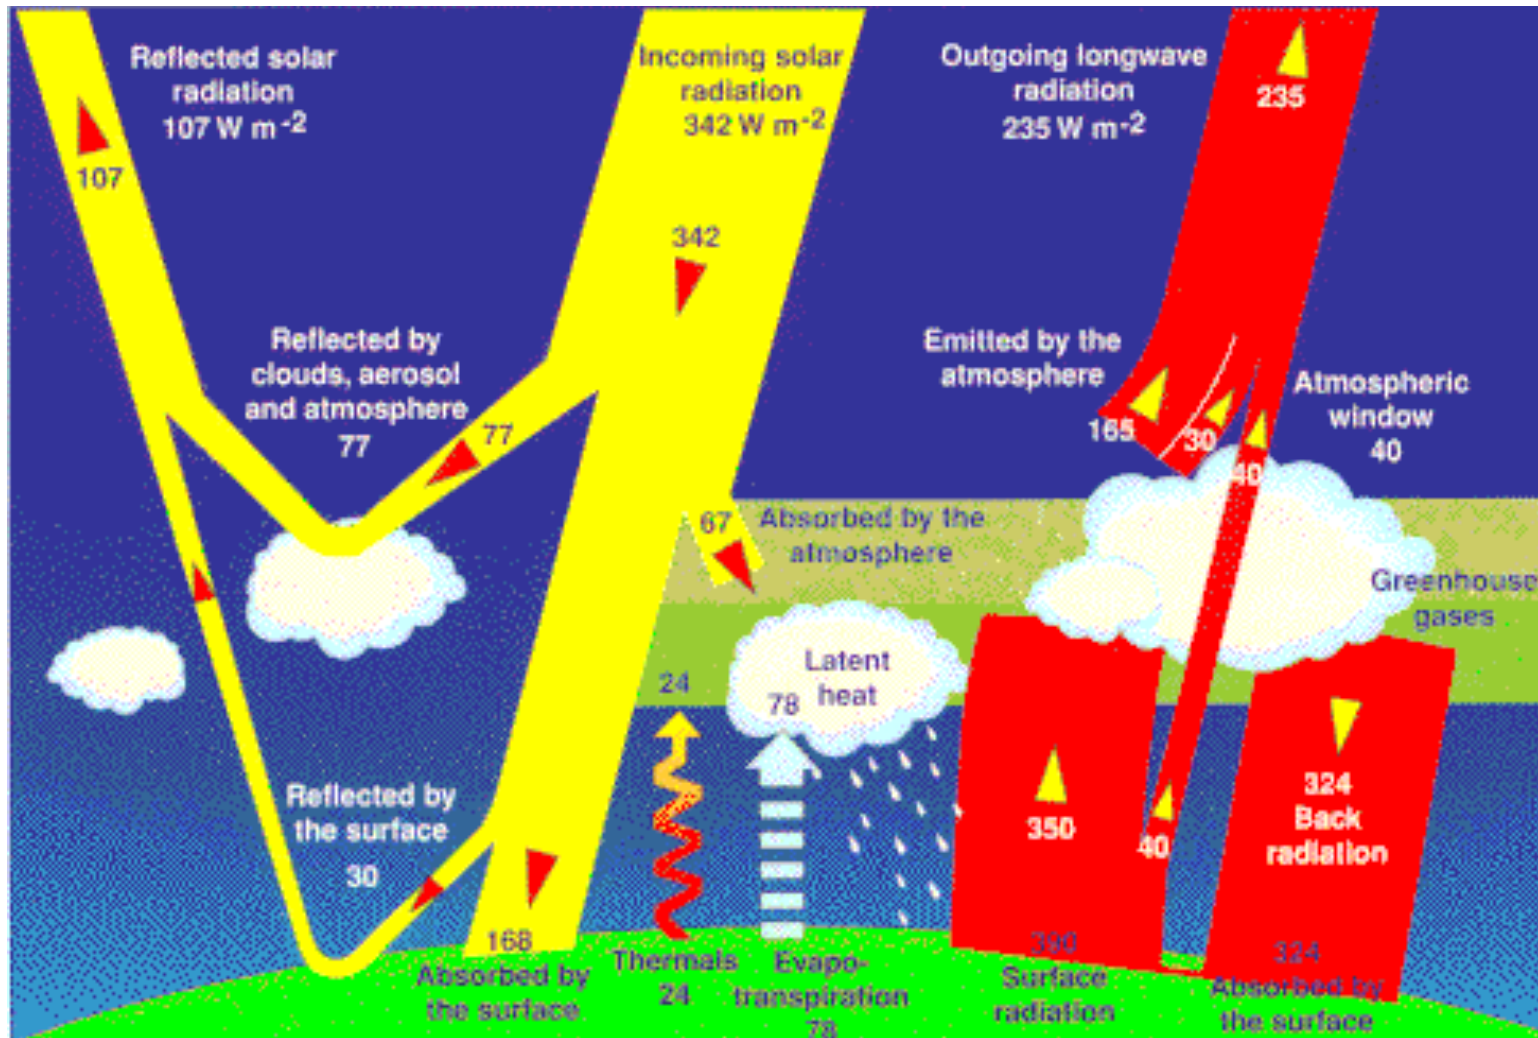 Reflected solar
radiation
107 W m-2
107
Incoming solar
radiation
342 W m-2
342
Outgoing longwave
radiation
235 W m-2
235
Reflected by
clouds, aerosol
and atmosphere
77
77
Emitted by the
atmosphere
165
30
40
Atmospheric
window
40
67
Absorbed by the
atmosphere
Greenhouse
gases
Latent
heat
24
78
Reflected by
the surface
30
350
40
324
Back
radiation
168
Absorbed by
the surface
Thermals
24
Evapo-
transpiration
78
390
Surface
radiation
324
Absorbed by
the surface